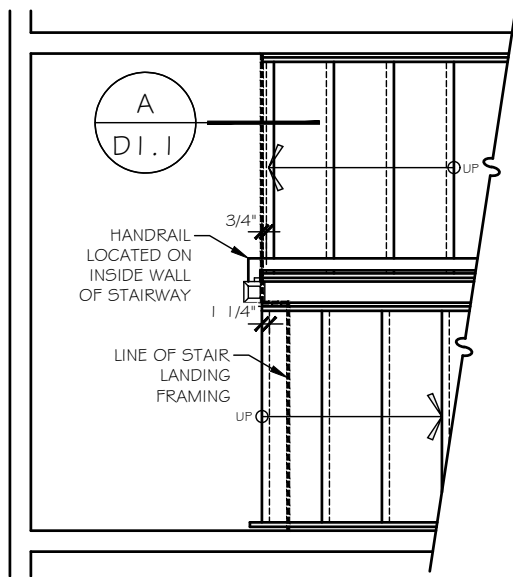 A
D1.1
UP
3/4"
HANDRAIL
LOCATED ON
INSIDE WALL
OF STAIRWAY
1 1/4"
LINE OF STAIR
LANDING
FRAMING
UP